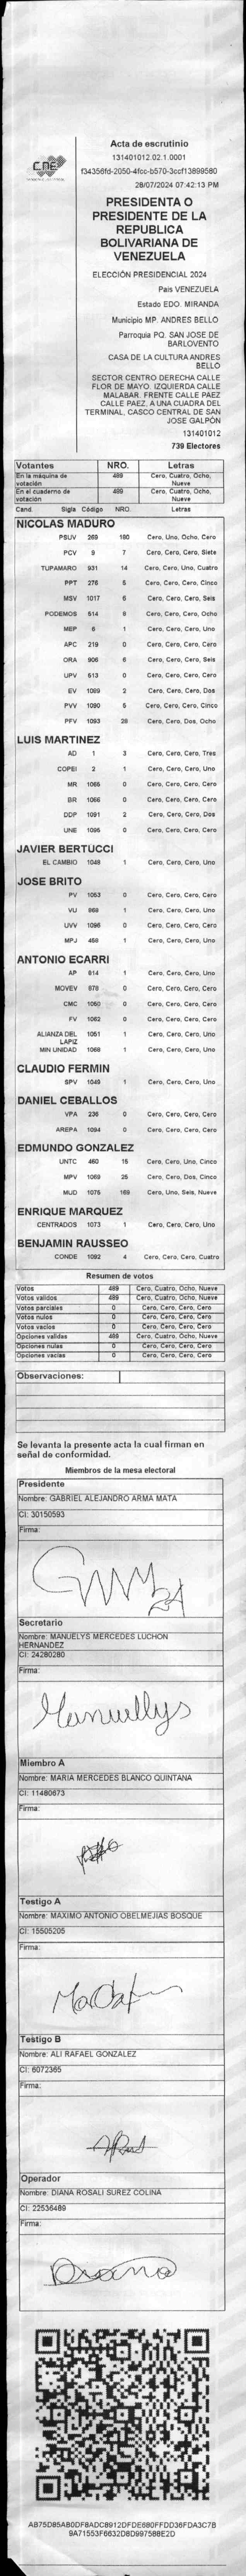 CNE
Acta de escrutinio
131401012.02.1.0001
f34356fd-2050-4fcc-b570-3ccf13899580
28/07/2024 07:42:13 PM
PRESIDENTA O
PRESIDENTE DE LA
REPUBLICA
BOLIVARIANA DE
VENEZUELA
ELECCIÓN PRESIDENCIAL 2024
Pais VENEZUELA
Estado EDO. MIRANDA
Municipio MP. ANDRES BELLO
Parroquia PQ. SAN JOSE DE
BARLOVENTO
CASA DE LA CULTURA ANDRES
BELLO
SECTOR CENTRO DERECHA CALLE
FLOR DE MAYO. IZQUIERDA CALLE
MALABAR. FRENTE CALLE PAEZ
CALLE PAEZ, A UNA CUADRA DEL
TERMINAL, CASCO CENTRAL DE SAN
JOSE GALPÓN
131401012
739 Electores
Votantes NRO. Letras
En la máquina de votación 489 Cero, Cuatro, Ocho, Nueve
En el cuaderno de votación 489 Cero, Cuatro, Ocho, Nueve
Cand. Sigla Código NRO. Letras
NICOLAS MADURO
PSUV 269 180 Cero, Uno, Ocho, Cero
PCV 9 7 Cero, Cero, Cero, Siete
TUPAMARO 931 14 Cero, Cero, Uno, Cuatro
PPT 276 5 Cero, Cero, Cero, Cinco
MSV 1017 6 Cero, Cero, Cero, Seis
PODEMOS 514 8 Cero, Cero, Cero, Ocho
MEP 6 1 Cero, Cero, Cero, Uno
APC 219 0 Cero, Cero, Cero, Cero
ORA 906 6 Cero, Cero, Cero, Seis
UPV 513 0 Cero, Cero, Cero, Cero
EV 1089 2 Cero, Cero, Cero, Dos
PVV 1090 5 Cero, Cero, Cero, Cinco
PFV 1093 28 Cero, Cero, Dos, Ocho
LUIS MARTINEZ
AD 1 3 Cero, Cero, Cero, Tres
COPEI 2 1 Cero, Cero, Cero, Uno
MR 1065 0 Cero, Cero, Cero, Cero
BR 1066 0 Cero, Cero, Cero, Cero
DDP 1091 2 Cero, Cero, Cero, Dos
UNE 1095 0 Cero, Cero, Cero, Cero
JAVIER BERTUCCI
EL CAMBIO 1048 1 Cero, Cero, Cero, Uno
JOSE BRITO
PV 1053 0 Cero, Cero, Cero, Cero
VU 868 1 Cero, Cero, Cero, Uno
UVV 1096 0 Cero, Cero, Cero, Cero
MPJ 458 1 Cero, Cero, Cero, Uno
ANTONIO ECARRI
AP 814 1 Cero, Cero, Cero, Uno
MOVEV 878 0 Cero, Cero, Cero, Cero
CMC 1050 0 Cero, Cero, Cero, Cero
FV 1062 0 Cero, Cero, Cero, Cero
ALIANZA DEL LAPIZ 1051 1 Cero, Cero, Cero, Uno
MIN UNIDAD 1068 1 Cero, Cero, Cero, Uno
CLAUDIO FERMIN
SPV 1049 1 Cero, Cero, Cero, Uno
DANIEL CEBALLOS
VPA 236 0 Cero, Cero, Cero, Cero
AREPA 1094 0 Cero, Cero, Cero, Cero
EDMUNDO GONZALEZ
UNTC 460 15 Cero, Cero, Uno, Cinco
MPV 1069 25 Cero, Cero, Dos, Cinco
MUD 1075 169 Cero, Uno, Seis, Nueve
ENRIQUE MARQUEZ
CENTRADOS 1073 1 Cero, Cero, Cero, Uno
BENJAMIN RAUSSEO
CONDE 1092 4 Cero, Cero, Cero, Cuatro
Resumen de votos
Votos 489 Cero, Cuatro, Ocho, Nueve
Votos validos 489 Cero, Cuatro, Ocho, Nueve
Votos parciales 0 Cero, Cero, Cero, Cero
Votos nulos 0 Cero, Cero, Cero, Cero
Votos vacíos 0 Cero, Cero, Cero, Cero
Opciones validas 489 Cero, Cuatro, Ocho, Nueve
Opciones nulas 0 Cero, Cero, Cero, Cero
Opciones vacias 0 Cero, Cero, Cero, Cero
Observaciones:
Se levanta la presente acta la cual firman en
señal de conformidad.
Miembros de la mesa electoral
Presidente
Nombre: GABRIEL ALEJANDRO ARMA MATA
CI: 30150593
Firma:
Secretario
Nombre: MANUELYS MERCEDES LUCHON
HERNANDEZ
CI: 24280280
Firma:
Manuellys
Miembro A
Nombre: MARIA MERCEDES BLANCO QUINTANA
CI: 11480673
Firma:
Testigo A
Nombre: MAXIMO ANTONIO OBELMEJIAS BOSQUE
CI: 15505205
Firma:
Testigo B
Nombre: ALI RAFAEL GONZALEZ
CI: 6072365
Firma:
Operador
Nombre: DIANA ROSALI SUREZ COLINA
CI: 22536489
Firma:
Diana
AB75D85AB0DF8ADC8912DFDE680FFDD36FDA3C7B
9A71553F6632D8D997588E2D